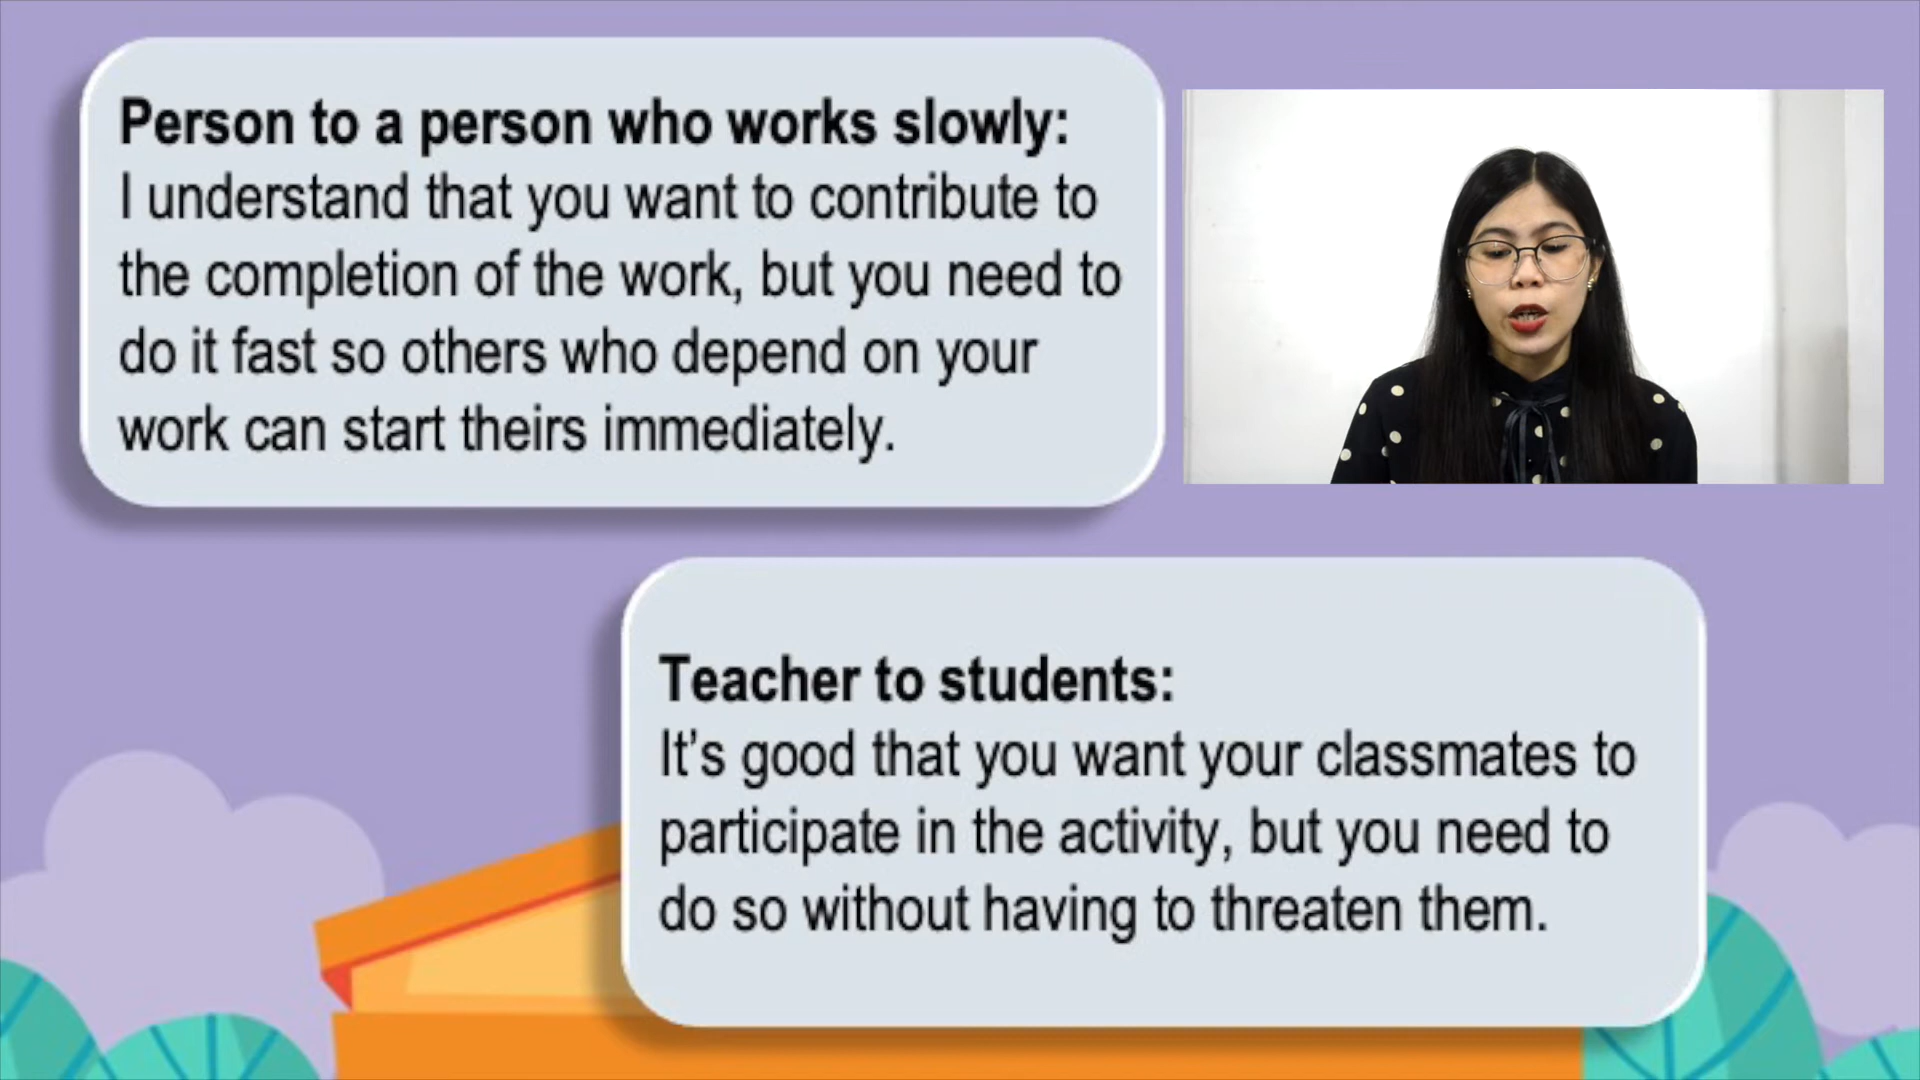 Person to a person who works slowly:
I understand that you want to contribute to
the completion of the work, but you need to
do it fast so others who depend on your
work can start theirs immediately.
Teacher to students:
It’s good that you want your classmates to
participate in the activity, but you need to
do so without having to threaten them.